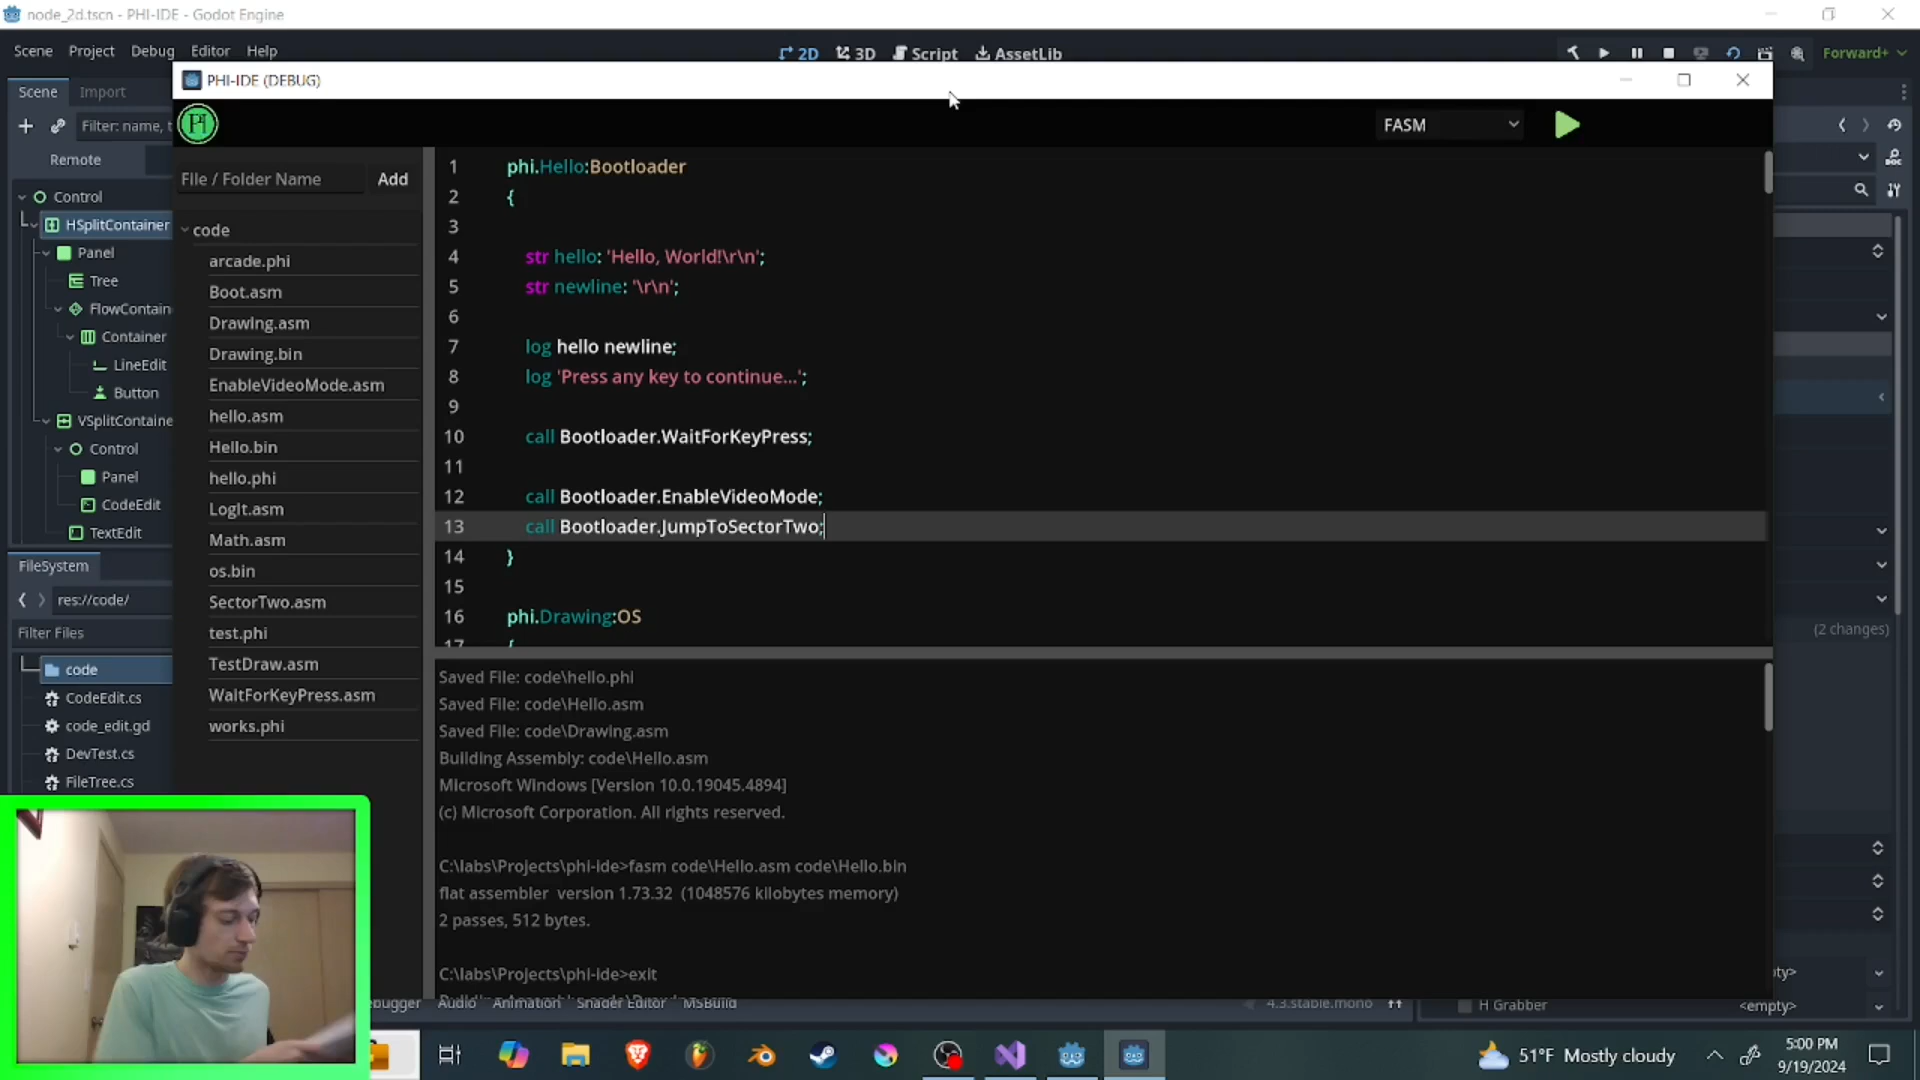 node_2d.tscn - PHI-IDE - Godot Engine
Scene Project Debug Editor Help
2D 3D Script AssetLib
Forward+
Scene Import
PHI-IDE (DEBUG)
Filter: name, t
Remote
Control
HSplitContainer
Panel
Tree
FlowContain
Container
LineEdit
Button
VSplitContaine
Control
Panel
CodeEdit
TextEdit
FileSystem
res://code/
Filter Files
code
CodeEdit.cs
code_edit.gd
DevTest.cs
FileTree.cs
FASM
File / Folder Name Add
code
arcade.phi
Boot.asm
Drawing.asm
Drawing.bin
EnableVideoMode.asm
hello.asm
Hello.bin
hello.phi
LogIt.asm
Math.asm
os.bin
SectorTwo.asm
test.phi
TestDraw.asm
WaitForKeyPress.asm
works.phi
1 phi.Hello:Bootloader
2 {
3
4 str hello: 'Hello, World!\r\n';
5 str newline: '\r\n';
6
7 log hello newline;
8 log 'Press any key to continue...';
9
10 call Bootloader.WaitForKeyPress;
11
12 call Bootloader.EnableVideoMode;
13 call Bootloader.JumpToSectorTwo;
14 }
15
16 phi.Drawing:OS
17 {
Saved File: code\hello.phi
Saved File: code\Hello.asm
Saved File: code\Drawing.asm
Building Assembly: code\Hello.asm
Microsoft Windows [Version 10.0.19045.4894]
(c) Microsoft Corporation. All rights reserved.
C:\labs\Projects\phi-ide>fasm code\Hello.asm code\Hello.bin
flat assembler version 1.73.32 (1048576 kilobytes memory)
2 passes, 512 bytes.
C:\labs\Projects\phi-ide>exit
(2 changes)
ebugger Audio Animation Shader Editor MSBuild
4.3.stable.mono
H Grabber
<empty>
51°F Mostly cloudy
5:00 PM
9/19/2024